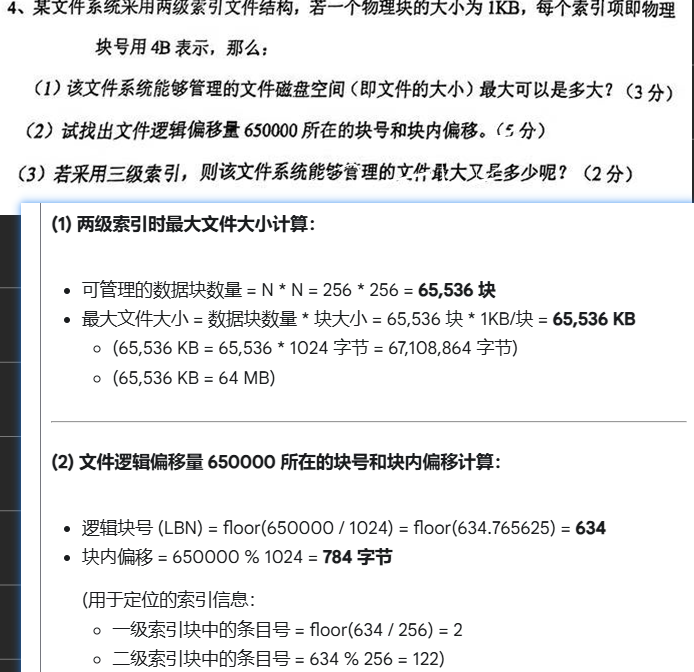 4、某文件系统采用两级索引文件结构，若一个物理块的大小为 1KB，每个索引项即物理
块号用 4B 表示，那么：
（1）该文件系统能够管理的文件磁盘空间（即文件的大小）最大可以是多大？（3 分）
（2）试找出文件逻辑偏移量 650000 所在的块号和块内偏移。（5 分）
（3）若采用三级索引，则该文件系统能够管理的文件最大又是多少呢？（2 分）
(1) 两级索引时最大文件大小计算：
• 可管理的数据块数量 = N * N = 256 * 256 = 65,536 块
• 最大文件大小 = 数据块数量 * 块大小 = 65,536 块 * 1KB/块 = 65,536 KB
○ (65,536 KB = 65,536 * 1024 字节 = 67,108,864 字节)
○ (65,536 KB = 64 MB)
(2) 文件逻辑偏移量 650000 所在的块号和块内偏移计算：
• 逻辑块号 (LBN) = floor(650000 / 1024) = floor(634.765625) = 634
• 块内偏移 = 650000 % 1024 = 784 字节
(用于定位的索引信息：
○ 一级索引块中的条目号 = floor(634 / 256) = 2
○ 二级索引块中的条目号 = 634 % 256 = 122)